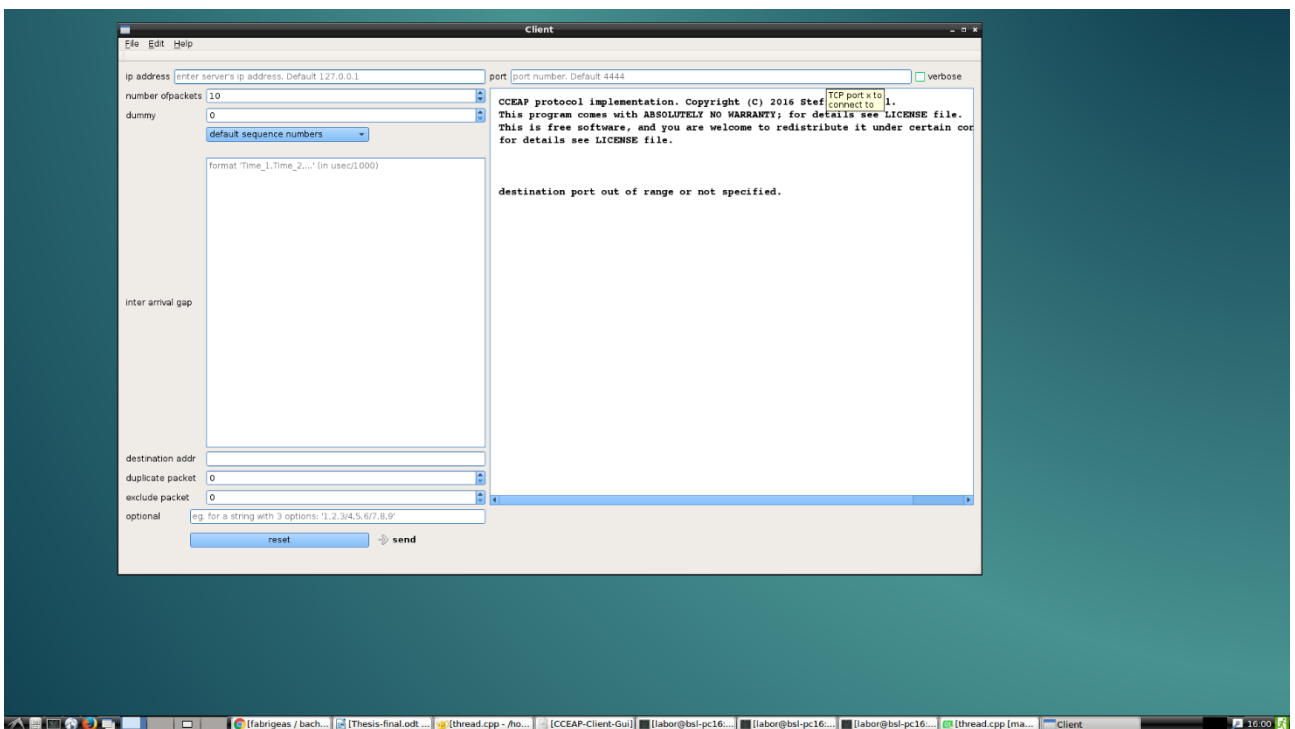 Client
File Edit Help
ip address enter server's ip address. Default 127.0.0.1 port port number. Default 4444 verbose
number ofpackets 10
dummy 0
default sequence numbers
inter arrival gap format 'Time_1,Time_2,...' (in usec/1000)
destination addr
duplicate packet 0
exclude packet 0
optional eg. for a string with 3 options: '1,2,3/4,5,6/7,8,9'
reset send
TCP port x to
connect to
CCEAP protocol implementation. Copyright (C) 2016 Stef l.
This program comes with ABSOLUTELY NO WARRANTY; for details see LICENSE file.
This is free software, and you are welcome to redistribute it under certain con
for details see LICENSE file.
destination port out of range or not specified.
[fabrigeas / bach... [Thesis-final.odt ... [thread.cpp - /ho... [CCEAP-Client-Gui] [labor@bsl-pc16:... [labor@bsl-pc16:... [labor@bsl-pc16:... [thread.cpp [ma... Client 16:00